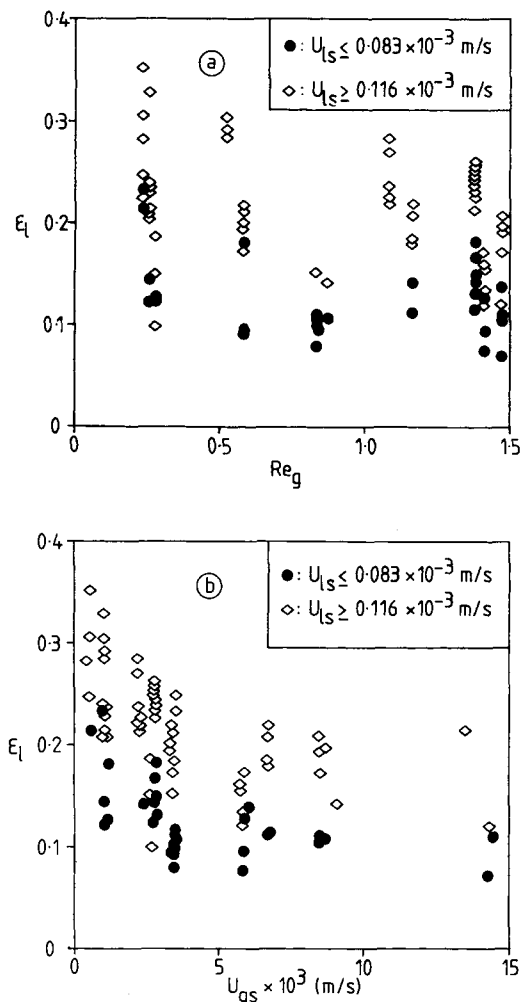 0·4
ⓐ
●: U_ls ≤ 0·083 ×10⁻³ m/s
◇: U_ls ≥ 0·116 ×10⁻³ m/s
0·3
ε_l
0·2
0·1
0
0
0·5
1·0
1·5
Re_g
0·4
ⓑ
●: U_ls ≤ 0·083 ×10⁻³ m/s
◇: U_ls ≥ 0·116 ×10⁻³ m/s
0·3
ε_l
0·2
0·1
0
0
5
10
15
U_gs × 10³ (m/s)